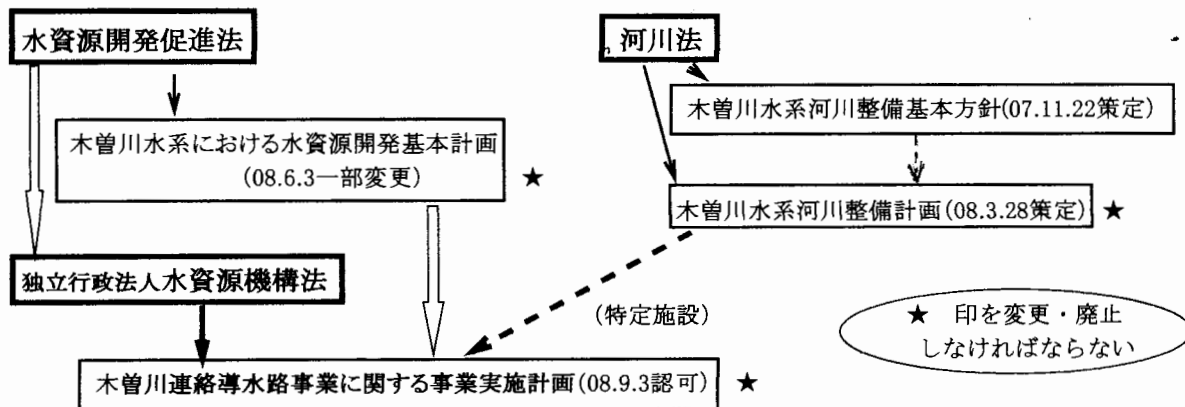 水資源開発促進法
河川法
木曽川水系河川整備基本方針(07.11.22策定)
木曽川水系における水資源開発基本計画
(08.6.3一部変更)
★
木曽川水系河川整備計画(08.3.28策定)
★
独立行政法人水資源機構法
(特定施設)
★ 印を変更・廃止
しなければならない
木曽川連絡導水路事業に関する事業実施計画(08.9.3認可)
★